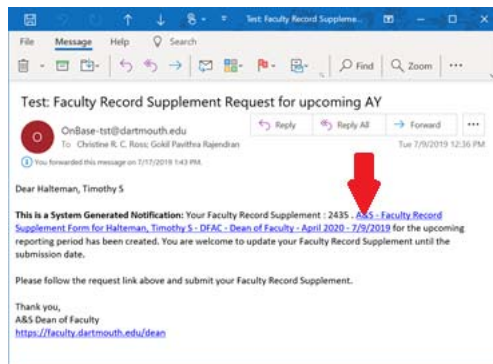 Test: Faculty Record Suppleme...
File Message Help Search
Find Zoom ...
Test: Faculty Record Supplement Request for upcoming AY
OnBase-tst@dartmouth.edu
Reply Reply All Forward ...
To Christine R. C. Ross; Gokil Pavithra Rajendran
Tue 7/9/2019 12:36 PM
You forwarded this message on 7/17/2019 1:43 PM.
Dear Halteman, Timothy S
This is a System Generated Notification: Your Faculty Record Supplement : 2435 . A&S - Faculty Record
Supplement Form for Halteman, Timothy S - DFAC - Dean of Faculty - April 2020 - 7/9/2019 for the upcoming
reporting period has been created. You are welcome to update your Faculty Record Supplement until the
submission date.
Please follow the request link above and submit your Faculty Record Supplement.
Thank you,
A&S Dean of Faculty
https://faculty.dartmouth.edu/dean